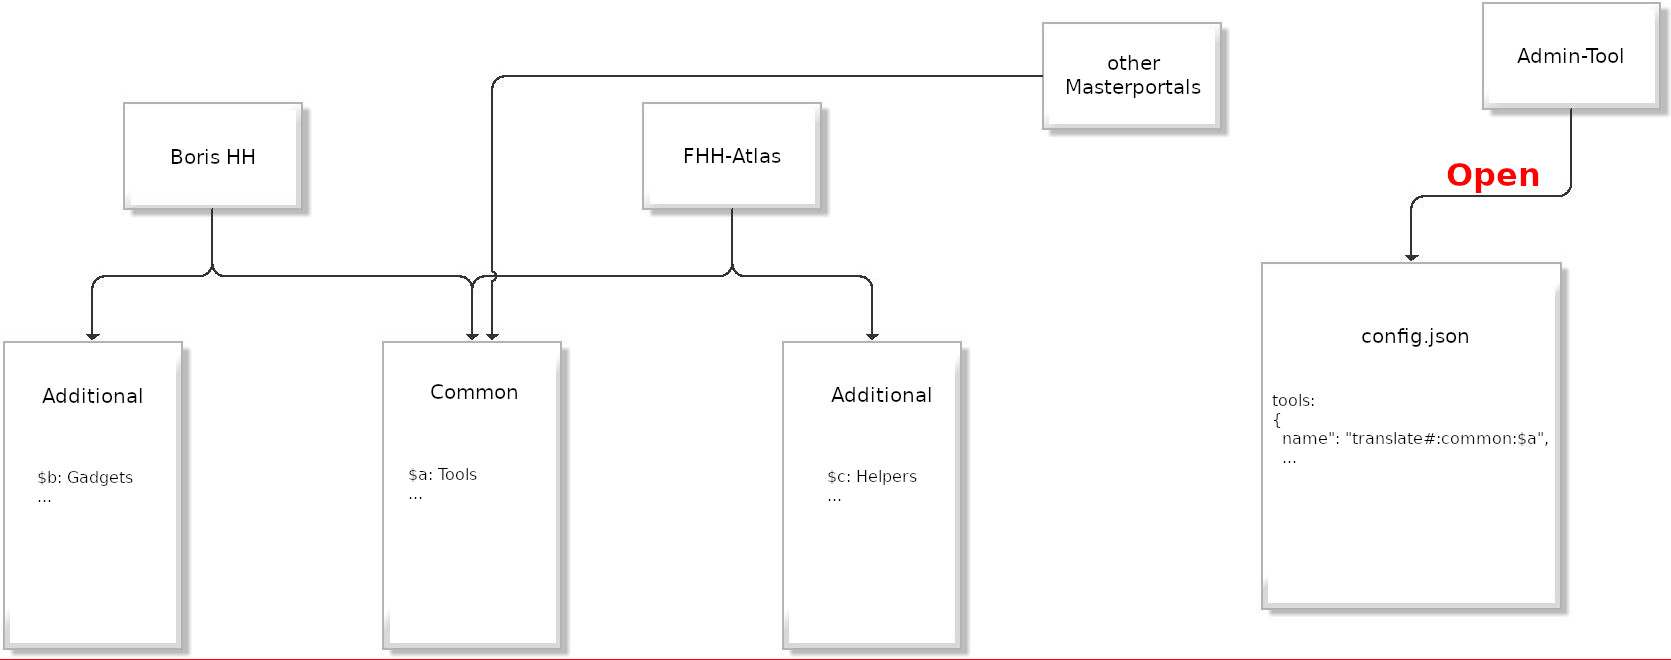 other
Masterportals
Admin-Tool
Boris HH
FHH-Atlas
Open
config.json
tools:
{
name": "translate#:common:$a",
...
Additional
$b: Gadgets
...
Common
$a: Tools
...
Additional
$c: Helpers
...